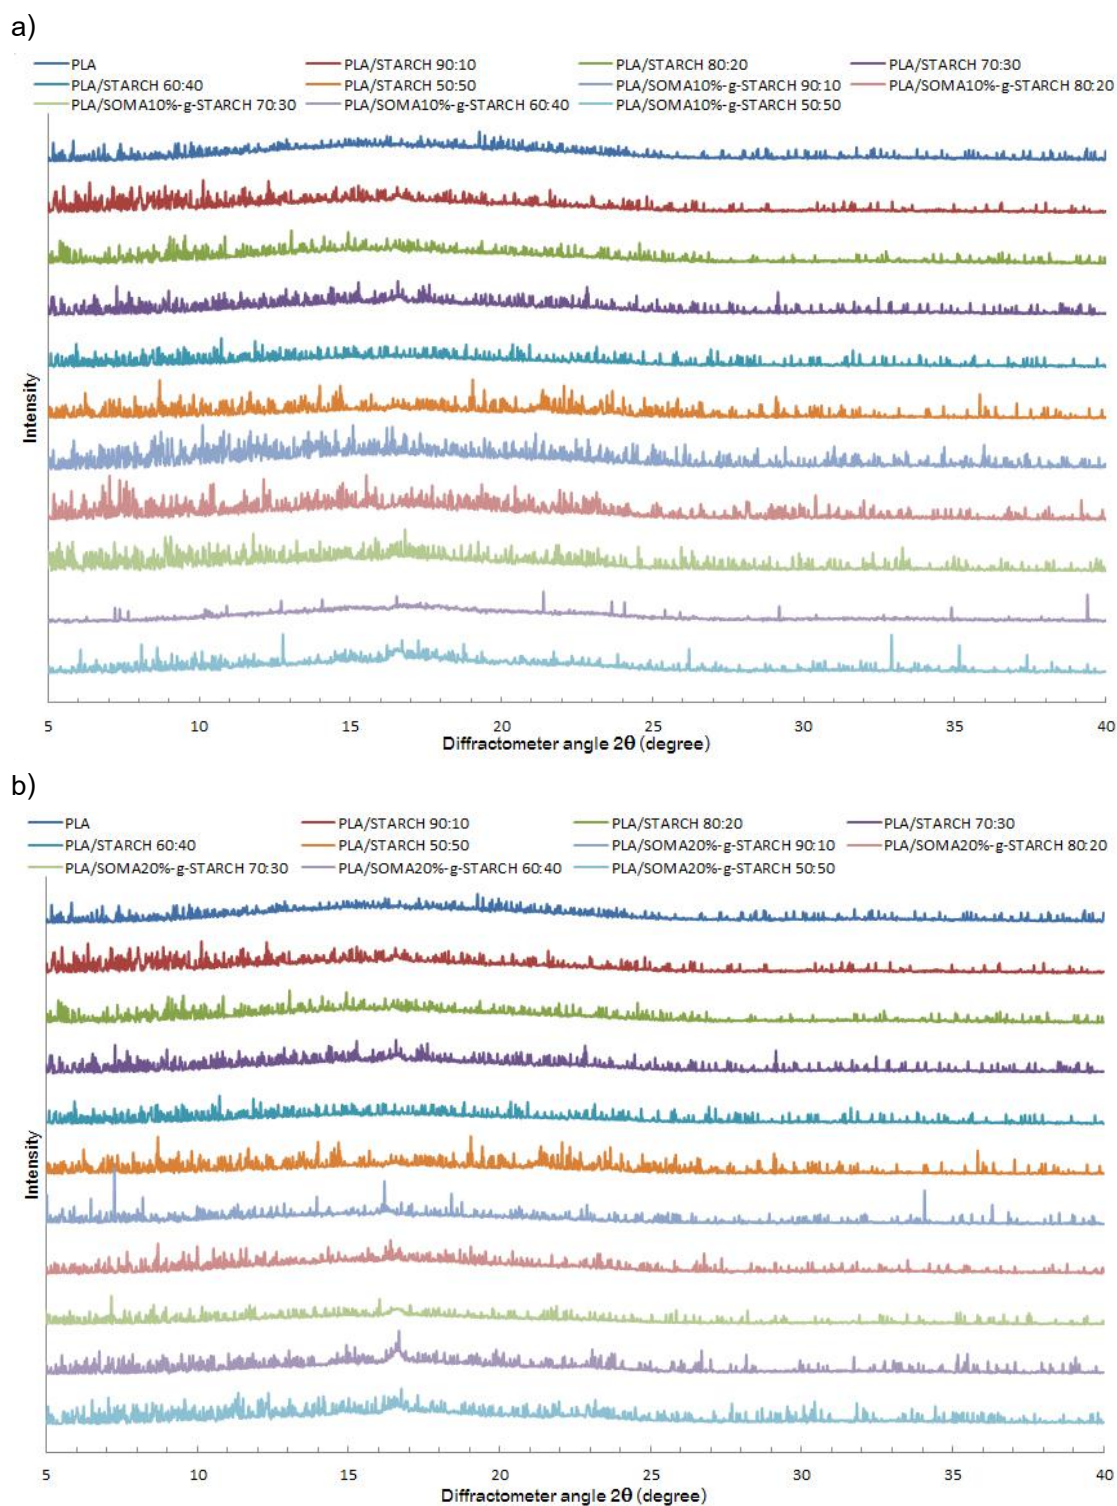 a)
PLA PLA/STARCH 90:10 PLA/STARCH 80:20 PLA/STARCH 70:30
PLA/STARCH 60:40 PLA/STARCH 50:50 PLA/SOMA10%-g-STARCH 90:10 PLA/SOMA10%-g-STARCH 80:20
PLA/SOMA10%-g-STARCH 70:30 PLA/SOMA10%-g-STARCH 60:40 PLA/SOMA10%-g-STARCH 50:50
Intensity
5 10 15 20 25 30 35 40
Diffractometer angle 2θ (degree)
b)
PLA PLA/STARCH 90:10 PLA/STARCH 80:20 PLA/STARCH 70:30
PLA/STARCH 60:40 PLA/STARCH 50:50 PLA/SOMA20%-g-STARCH 90:10 PLA/SOMA20%-g-STARCH 80:20
PLA/SOMA20%-g-STARCH 70:30 PLA/SOMA20%-g-STARCH 60:40 PLA/SOMA20%-g-STARCH 50:50
Intensity
5 10 15 20 25 30 35 40
Diffractometer angle 2θ (degree)